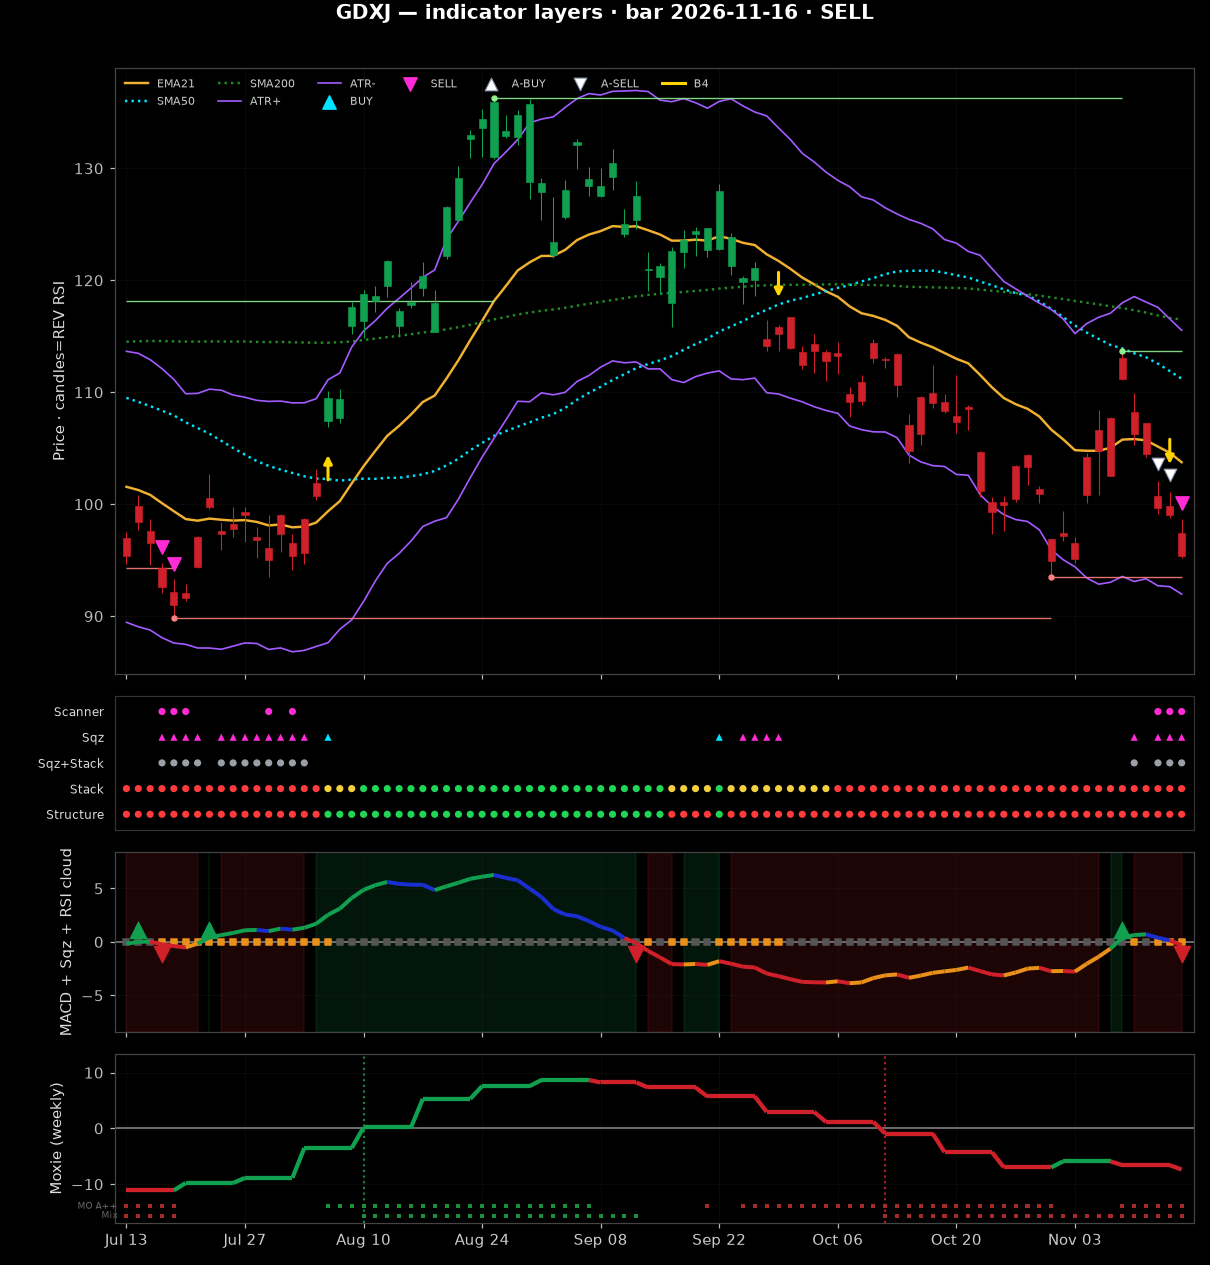 GDXJ — indicator layers · bar 2026-11-16 · SELL
EMA21 SMA200 ATR- SELL A-BUY A-SELL B4
SMA50 ATR+ BUY
Price · candles=REV RSI
130
120
110
100
90
Scanner
Sqz
Sqz+Stack
Stack
Structure
MACD + Sqz + RSI cloud
5
0
−5
Moxie (weekly)
10
0
−10
MO A++
Mix
Jul 13 Jul 27 Aug 10 Aug 24 Sep 08 Sep 22 Oct 06 Oct 20 Nov 03